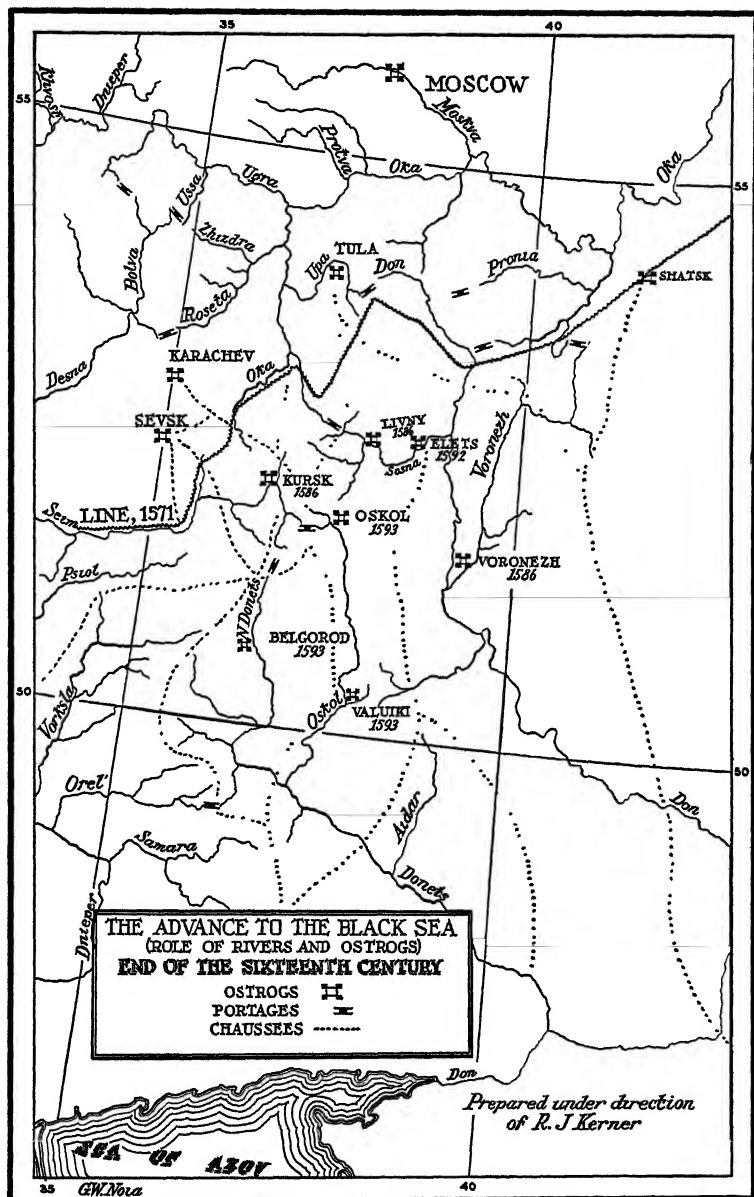 35
40
55
Khorost
Dnieper
MOSCOW
Moskva
Protva
Oka
Oka
55
Ussa
Ugra
Bolva
Zhizdra
Upa
TULA
Don
Pronia
SHATSK
Roseta
KARACHEV
Desna
Oka
SEVSK
LIVNY
1586
ELETS
1592
Sosna
Voronezh
KURSK
1586
Seim
LINE, 1571
OSKOL
1593
Psiol
VORONEZH
1586
N Donets
BELGOROD
1593
50
Vorksla
Oskol
VALUIKI
1593
50
Orel'
Don
Aidar
Samara
Donets
Dnieper
THE ADVANCE TO THE BLACK SEA
(ROLE OF RIVERS AND OSTROGS)
END OF THE SIXTEENTH CENTURY
OSTROGS
PORTAGES
CHAUSSEES
Don
Prepared under direction
of R. J Kerner
SEA OF AZOV
35
40
G.W. Nova